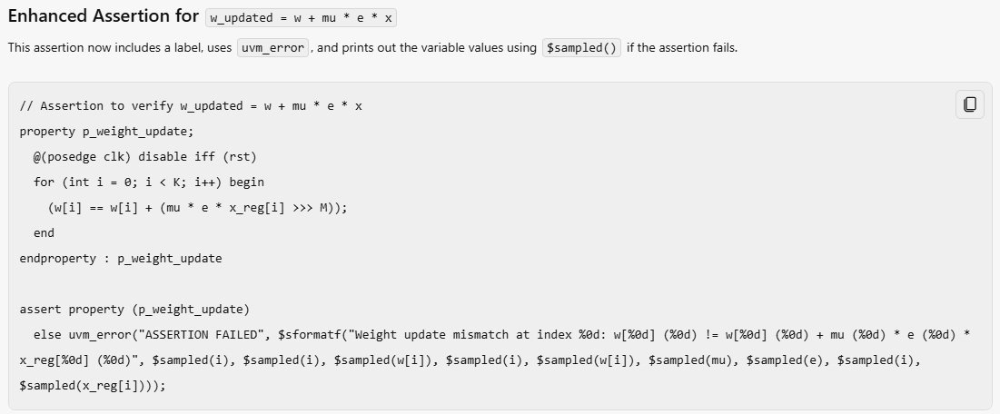 Enhanced Assertion for w_updated = w + mu * e * x
This assertion now includes a label, uses uvm_error, and prints out the variable values using $sampled() if the assertion fails.
// Assertion to verify w_updated = w + mu * e * x
property p_weight_update;
  @(posedge clk) disable iff (rst)
  for (int i = 0; i < K; i++) begin
    (w[i] == w[i] + (mu * e * x_reg[i] >>> M));
  end
endproperty : p_weight_update

assert property (p_weight_update)
  else uvm_error("ASSERTION FAILED", $sformatf("Weight update mismatch at index %0d: w[%0d] (%0d) != w[%0d] (%0d) + mu (%0d) * e (%0d) *
x_reg[%0d] (%0d)", $sampled(i), $sampled(i), $sampled(w[i]), $sampled(i), $sampled(w[i]), $sampled(mu), $sampled(e), $sampled(i),
$sampled(x_reg[i])));